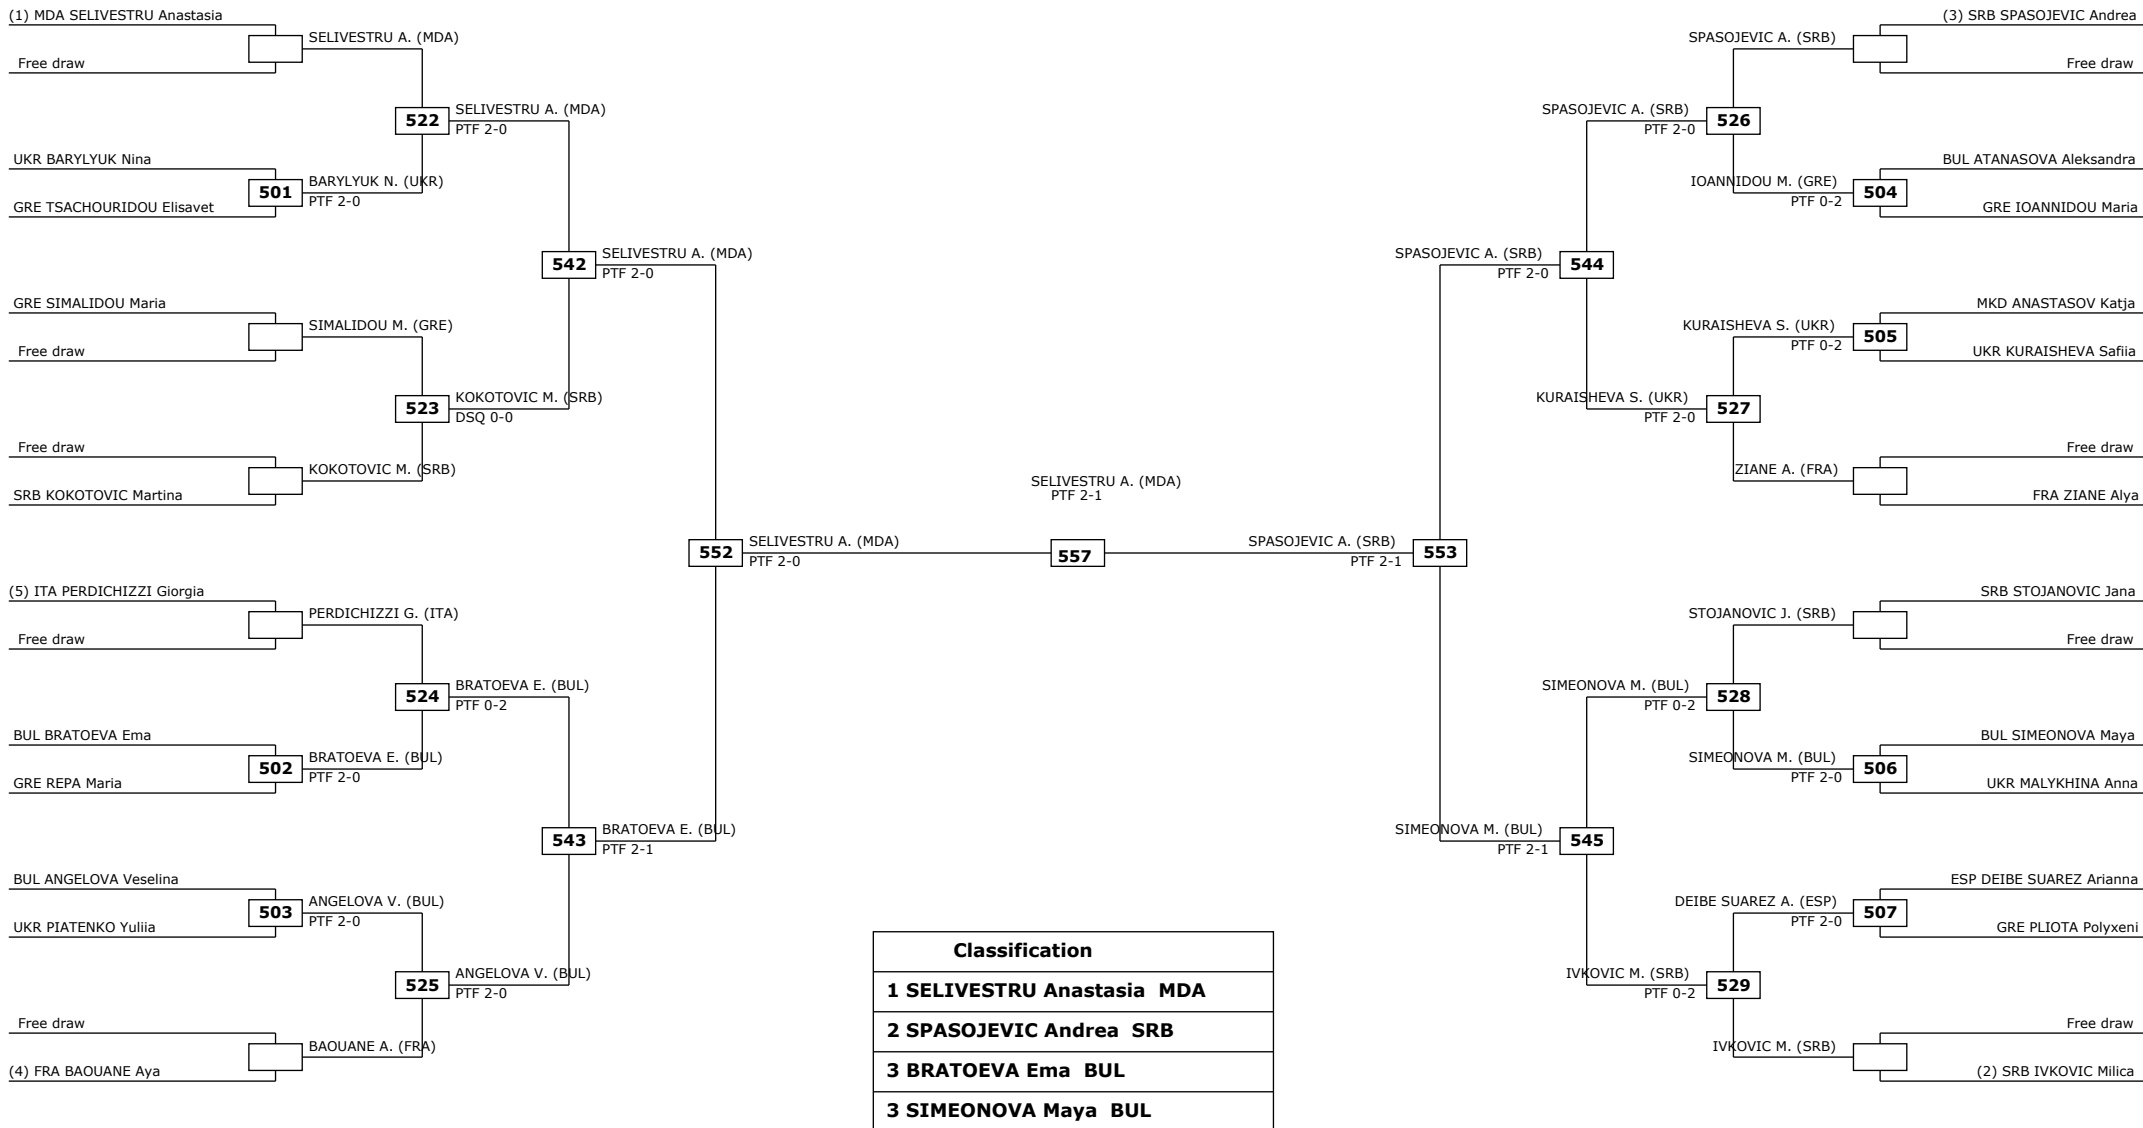 (1) MDA SELIVESTRU Anastasia
Free draw
SELIVESTRU A. (MDA)
522
SELIVESTRU A. (MDA)
PTF 2-0
UKR BARYLYUK Nina
501
BARYLYUK N. (UKR)
PTF 2-0
GRE TSACHOURIDOU Elisavet
542
SELIVESTRU A. (MDA)
PTF 2-0
GRE SIMALIDOU Maria
SIMALIDOU M. (GRE)
Free draw
523
KOKOTOVIC M. (SRB)
DSQ 0-0
Free draw
KOKOTOVIC M. (SRB)
SRB KOKOTOVIC Martina
552
SELIVESTRU A. (MDA)
PTF 2-0
(5) ITA PERDICHIZZI Giorgia
PERDICHIZZI G. (ITA)
Free draw
524
BRATOEVA E. (BUL)
PTF 0-2
BUL BRATOEVA Ema
502
BRATOEVA E. (BUL)
PTF 2-0
GRE REPA Maria
543
BRATOEVA E. (BUL)
PTF 2-1
BUL ANGELOVA Veselina
503
ANGELOVA V. (BUL)
PTF 2-0
UKR PIATENKO Yuliia
525
ANGELOVA V. (BUL)
PTF 2-0
Free draw
BAOUANE A. (FRA)
(4) FRA BAOUANE Aya
SELIVESTRU A. (MDA)
PTF 2-1
557
(3) SRB SPASOJEVIC Andrea
SPASOJEVIC A. (SRB)
Free draw
SPASOJEVIC A. (SRB)
PTF 2-0
526
BUL ATANASOVA Aleksandra
IOANNIDOU M. (GRE)
PTF 0-2
504
GRE IOANNIDOU Maria
SPASOJEVIC A. (SRB)
PTF 2-0
544
MKD ANASTASOV Katja
KURAISHEVA S. (UKR)
PTF 0-2
505
UKR KURAISHEVA Safiia
KURAISHEVA S. (UKR)
PTF 2-0
527
Free draw
ZIANE A. (FRA)
FRA ZIANE Alya
SPASOJEVIC A. (SRB)
PTF 2-1
553
SRB STOJANOVIC Jana
STOJANOVIC J. (SRB)
Free draw
SIMEONOVA M. (BUL)
PTF 0-2
528
BUL SIMEONOVA Maya
SIMEONOVA M. (BUL)
PTF 2-0
506
UKR MALYKHINA Anna
SIMEONOVA M. (BUL)
PTF 2-1
545
ESP DEIBE SUAREZ Arianna
DEIBE SUAREZ A. (ESP)
PTF 2-0
507
GRE PLIOTA Polyxeni
IVKOVIC M. (SRB)
PTF 0-2
529
Free draw
IVKOVIC M. (SRB)
(2) SRB IVKOVIC Milica
Classification
1 SELIVESTRU Anastasia MDA
2 SPASOJEVIC Andrea SRB
3 BRATOEVA Ema BUL
3 SIMEONOVA Maya BUL